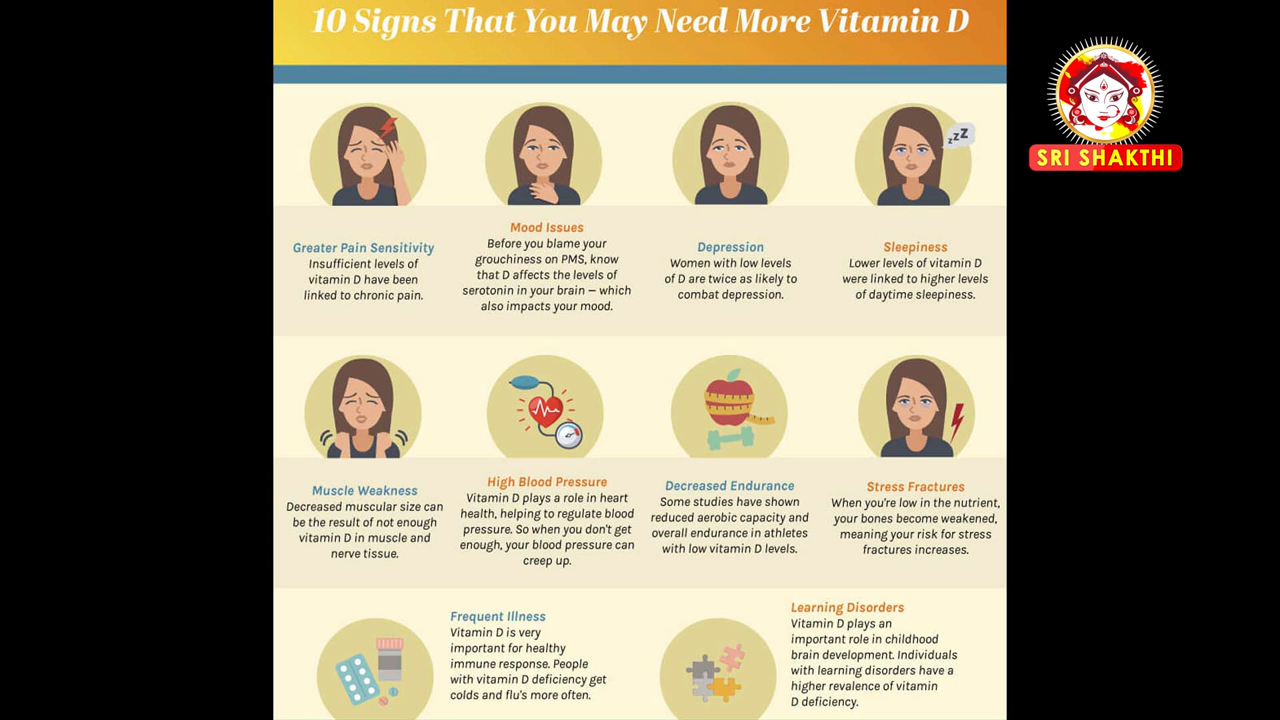 10 Signs That You May Need More Vitamin D
SRI SHAKTHI
zzZ
Greater Pain Sensitivity
Insufficient levels of
vitamin D have been
linked to chronic pain.
Mood Issues
Before you blame your
grouchiness on PMS, know
that D affects the levels of
serotonin in your brain — which
also impacts your mood.
Depression
Women with low levels
of D are twice as likely to
combat depression.
Sleepiness
Lower levels of vitamin D
were linked to higher levels
of daytime sleepiness.
Muscle Weakness
Decreased muscular size can
be the result of not enough
vitamin D in muscle and
nerve tissue.
High Blood Pressure
Vitamin D plays a role in heart
health, helping to regulate blood
pressure. So when you don't get
enough, your blood pressure can
creep up.
Decreased Endurance
Some studies have shown
reduced aerobic capacity and
overall endurance in athletes
with low vitamin D levels.
Stress Fractures
When you're low in the nutrient,
your bones become weakened,
meaning your risk for stress
fractures increases.
Frequent Illness
Vitamin D is very
important for healthy
immune response. People
with vitamin D deficiency get
colds and flu's more often.
Learning Disorders
Vitamin D plays an
important role in childhood
brain development. Individuals
with learning disorders have a
higher revalence of vitamin
D deficiency.